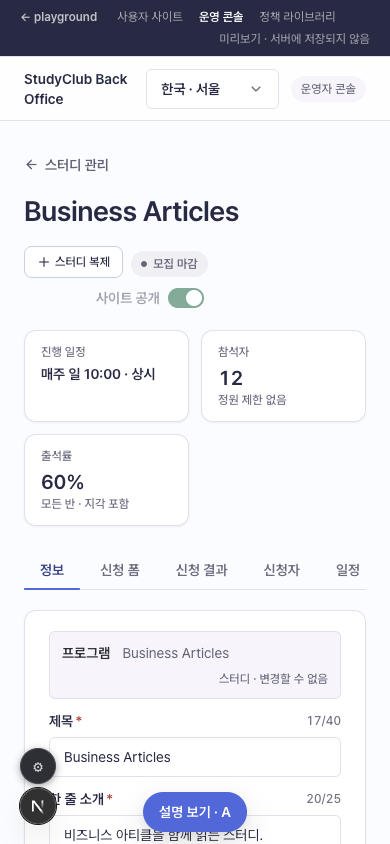 ← playground 사용자 사이트 운영 콘솔 정책 라이브러리
미리보기 · 서버에 저장되지 않음
StudyClub Back Office
한국 · 서울
운영자 콘솔
← 스터디 관리
Business Articles
+ 스터디 복제
• 모집 마감
사이트 공개
진행 일정
매주 일 10:00 · 상시
참석자
12
정원 제한 없음
출석률
60%
모든 반 · 지각 포함
정보 신청 폼 신청 결과 신청자 일정
프로그램 Business Articles
스터디 · 변경할 수 없음
제목 * 17/40
Business Articles
한 줄 소개 * 20/25
비즈니스 아티클을 함께 읽는 스터디.
설명 보기 · A
N